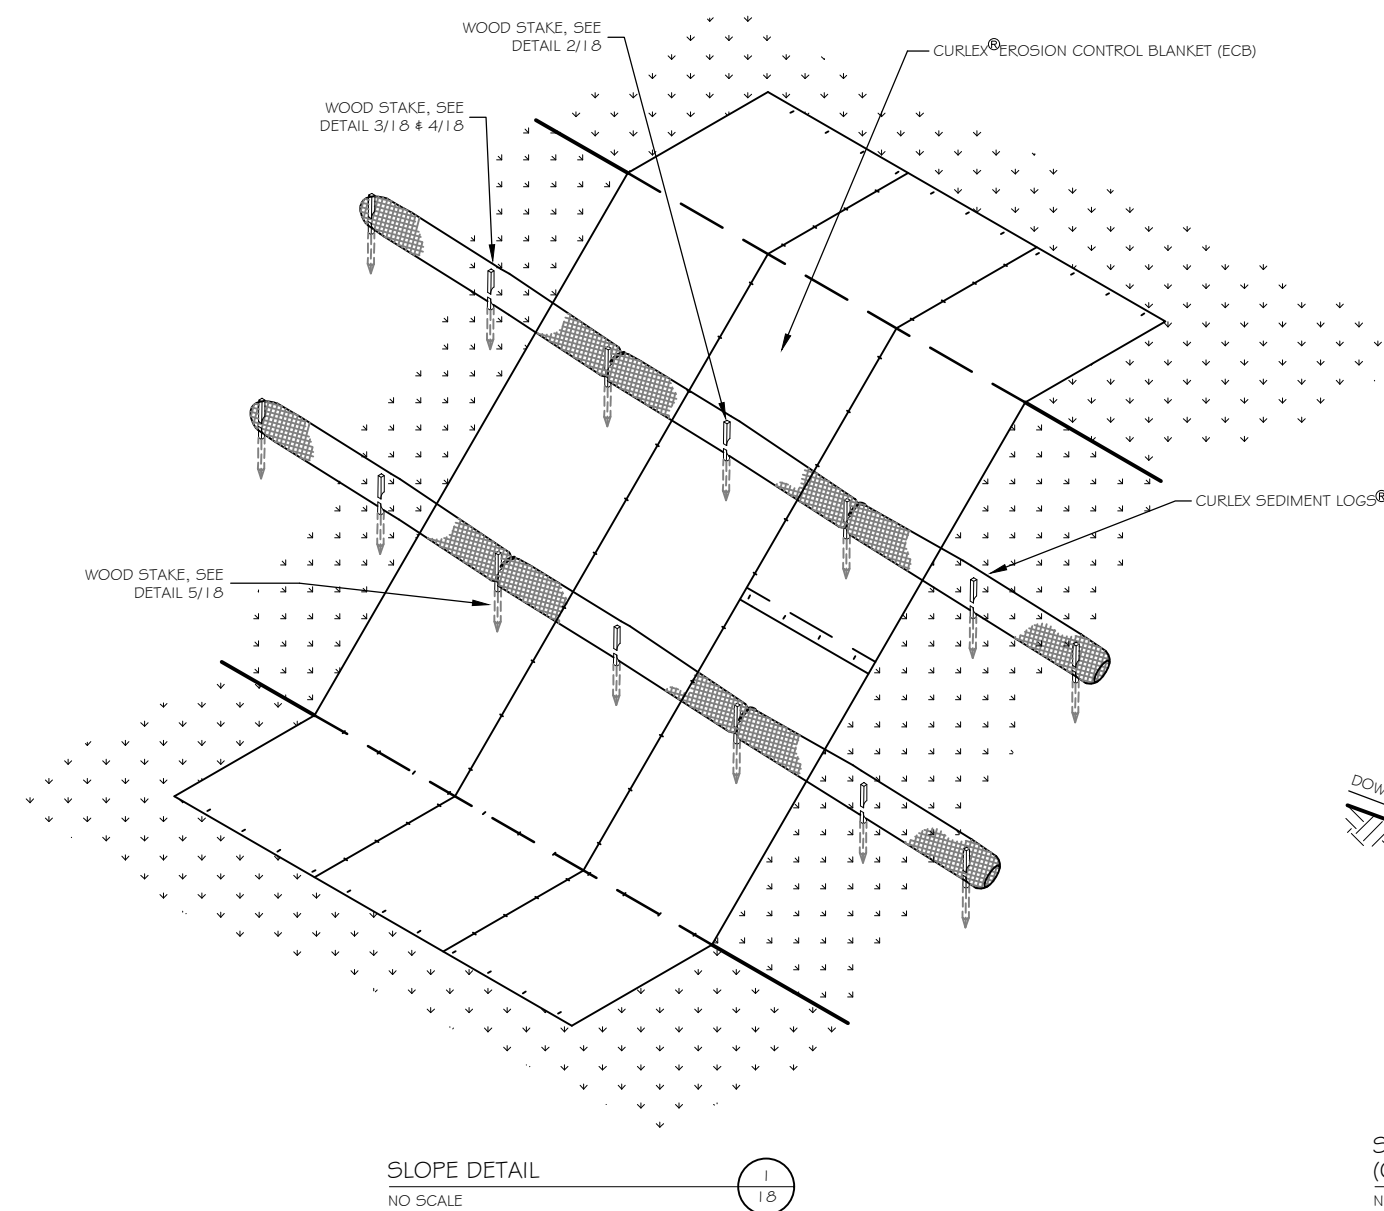 WOOD STAKE, SEE
DETAIL 2/18
CURLEX® EROSION CONTROL BLANKET (ECB)
WOOD STAKE, SEE
DETAIL 3/18 & 4/18
CURLEX SEDIMENT LOGS®
WOOD STAKE, SEE
DETAIL 5/18
SLOPE DETAIL
NO SCALE
1
18